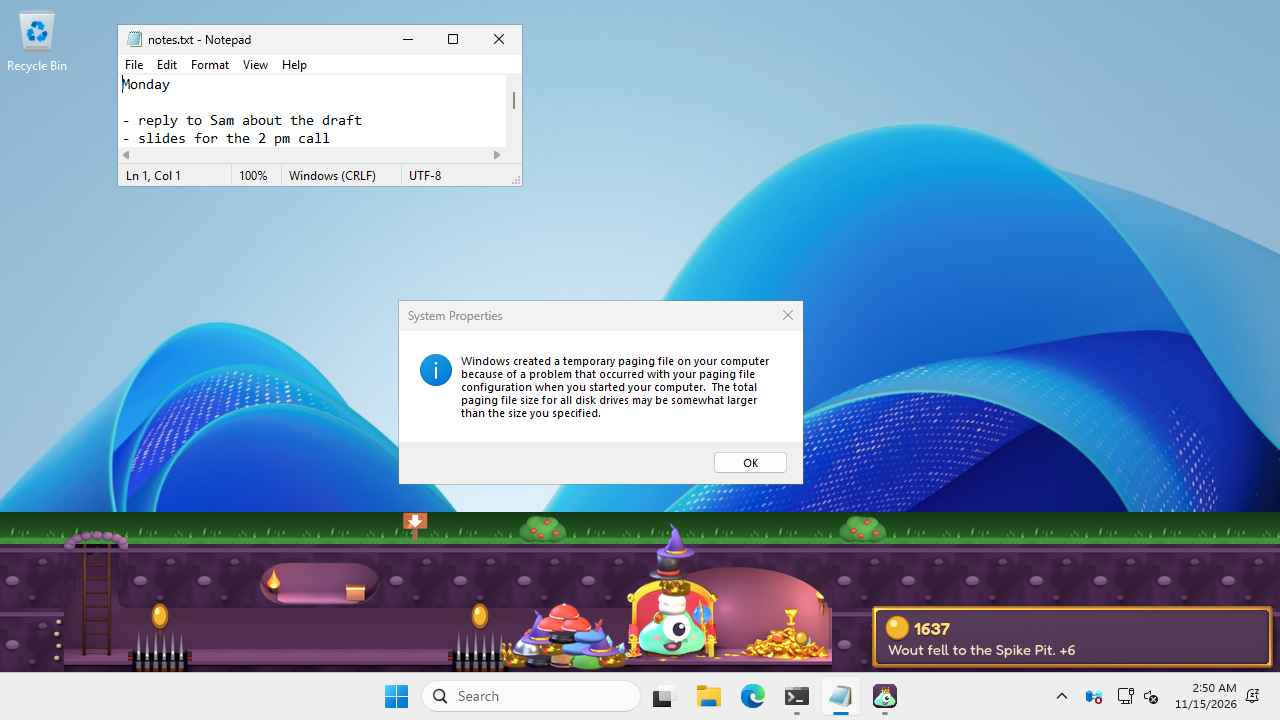 Recycle Bin
notes.txt - Notepad
File Edit Format View Help
Monday
- reply to Sam about the draft
- slides for the 2 pm call
Ln 1, Col 1 100% Windows (CRLF) UTF-8
System Properties
Windows created a temporary paging file on your computer
because of a problem that occurred with your paging file
configuration when you started your computer. The total
paging file size for all disk drives may be somewhat larger
than the size you specified.
OK
1637
Wout fell to the Spike Pit. +6
Search
2:50 AM
11/15/2026